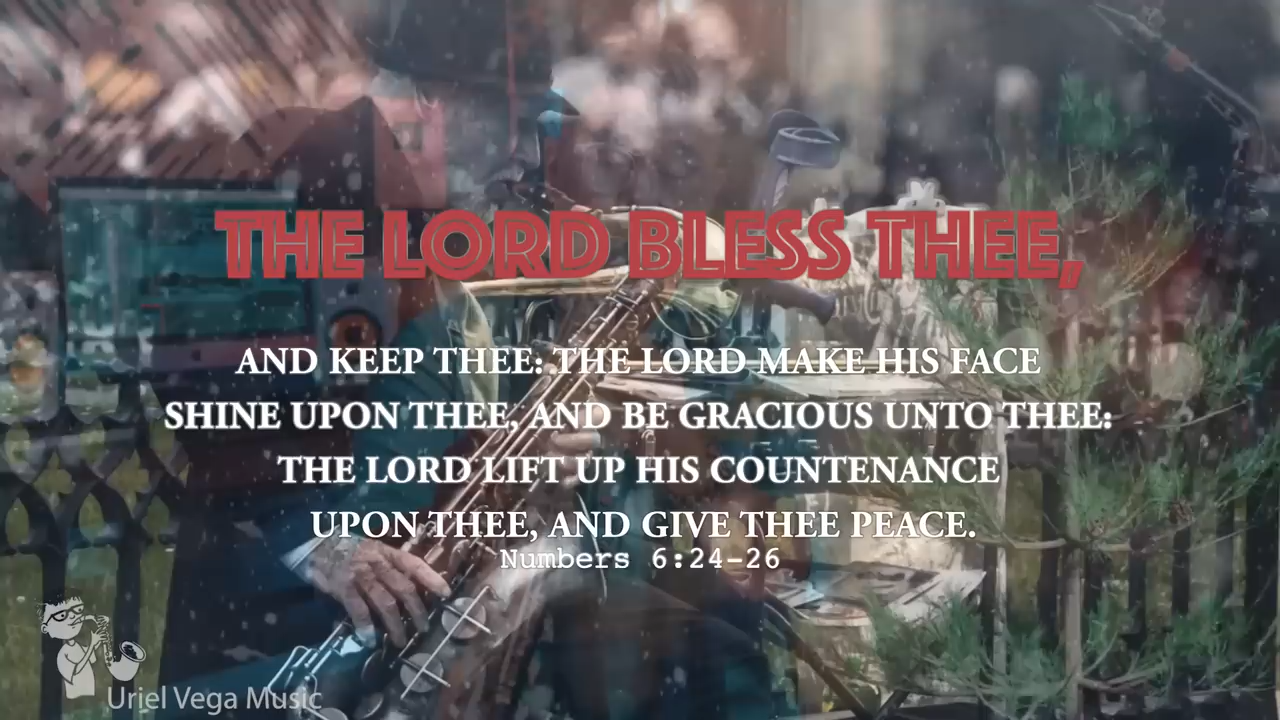 THE LORD BLESS THEE,
AND KEEP THEE: THE LORD MAKE HIS FACE
SHINE UPON THEE, AND BE GRACIOUS UNTO THEE:
THE LORD LIFT UP HIS COUNTENANCE
UPON THEE, AND GIVE THEE PEACE.
Numbers 6:24-26
Uriel Vega Music